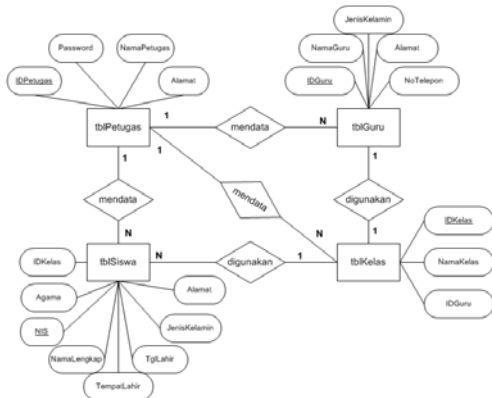 JenisKelamin
Password
NamaPetugas
NamaGuru
Alamat
IDPetugas
Alamat
IDGuru
NoTelepon
tblPetugas
1
mendata
N
tblGuru
1
1
1
mendata
mendata
digunakan
IDKelas
N
N
1
IDKelas
tblSiswa
N
digunakan
1
tblKelas
NamaKelas
Agama
Alamat
IDGuru
NIS
JenisKelamin
NamaLengkap
TglLahir
TempatLahir